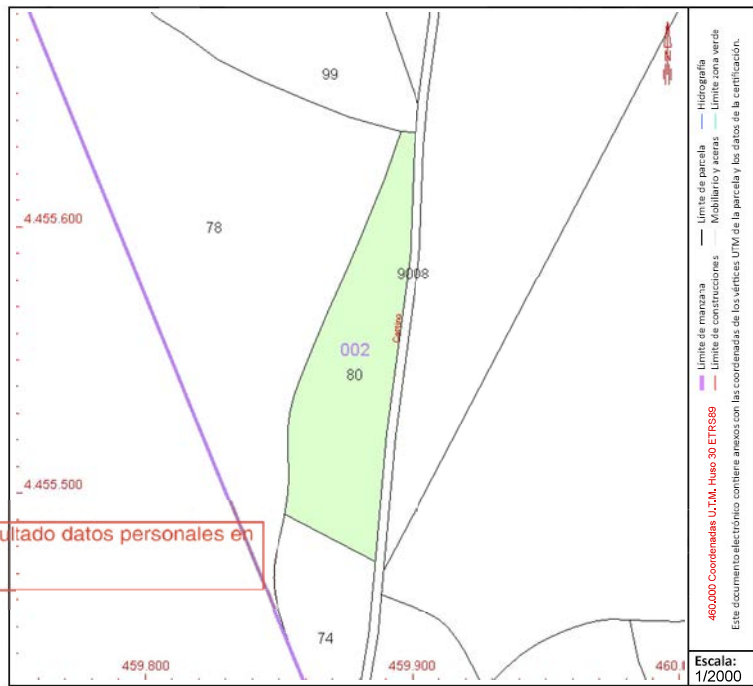 99
4.455.600
78
9008
Camino
002
80
4.455.500
ultado datos personales en
74
459.800
459.900
N
Límite de manzana
Límite de parcela
Hidrografía
460.000 Coordenadas U.T.M. Huso 30 ETRS89
Límite de construcciones
Mobiliario y aceras
Límite zona verde
Este documento electrónico contiene anexos con las coordenadas de los vértices UTM de la parcela y los datos de la certificación.
Escala:
1/2000